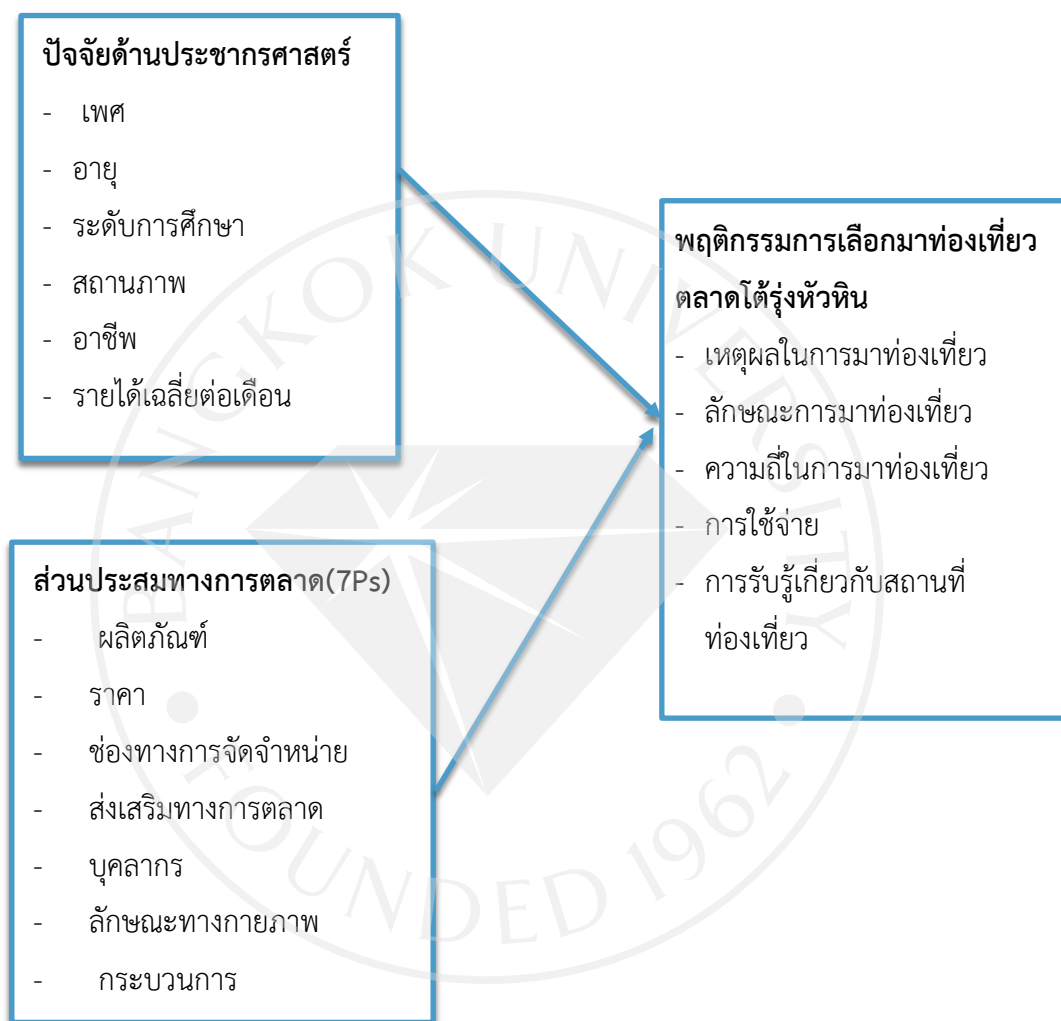 ปัจจัยด้านประชากรศาสตร์
- เพศ
- อายุ
- ระดับการศึกษา
- สถานภาพ
- อาชีพ
- รายได้เฉลี่ยต่อเดือน
ส่วนประสมทางการตลาด(7Ps)
- ผลิตภัณฑ์
- ราคา
- ช่องทางการจัดจำหน่าย
- ส่งเสริมทางการตลาด
- บุคลากร
- ลักษณะทางกายภาพ
- กระบวนการ
พฤติกรรมการเลือกมาท่องเที่ยว
ตลาดโต้รุ่งหัวหิน
- เหตุผลในการมาท่องเที่ยว
- ลักษณะการมาท่องเที่ยว
- ความถี่ในการมาท่องเที่ยว
- การใช้จ่าย
- การรับรู้เกี่ยวกับสถานที่
ท่องเที่ยว
BANGKOK UNIVERSITY
FOUNDED 1962